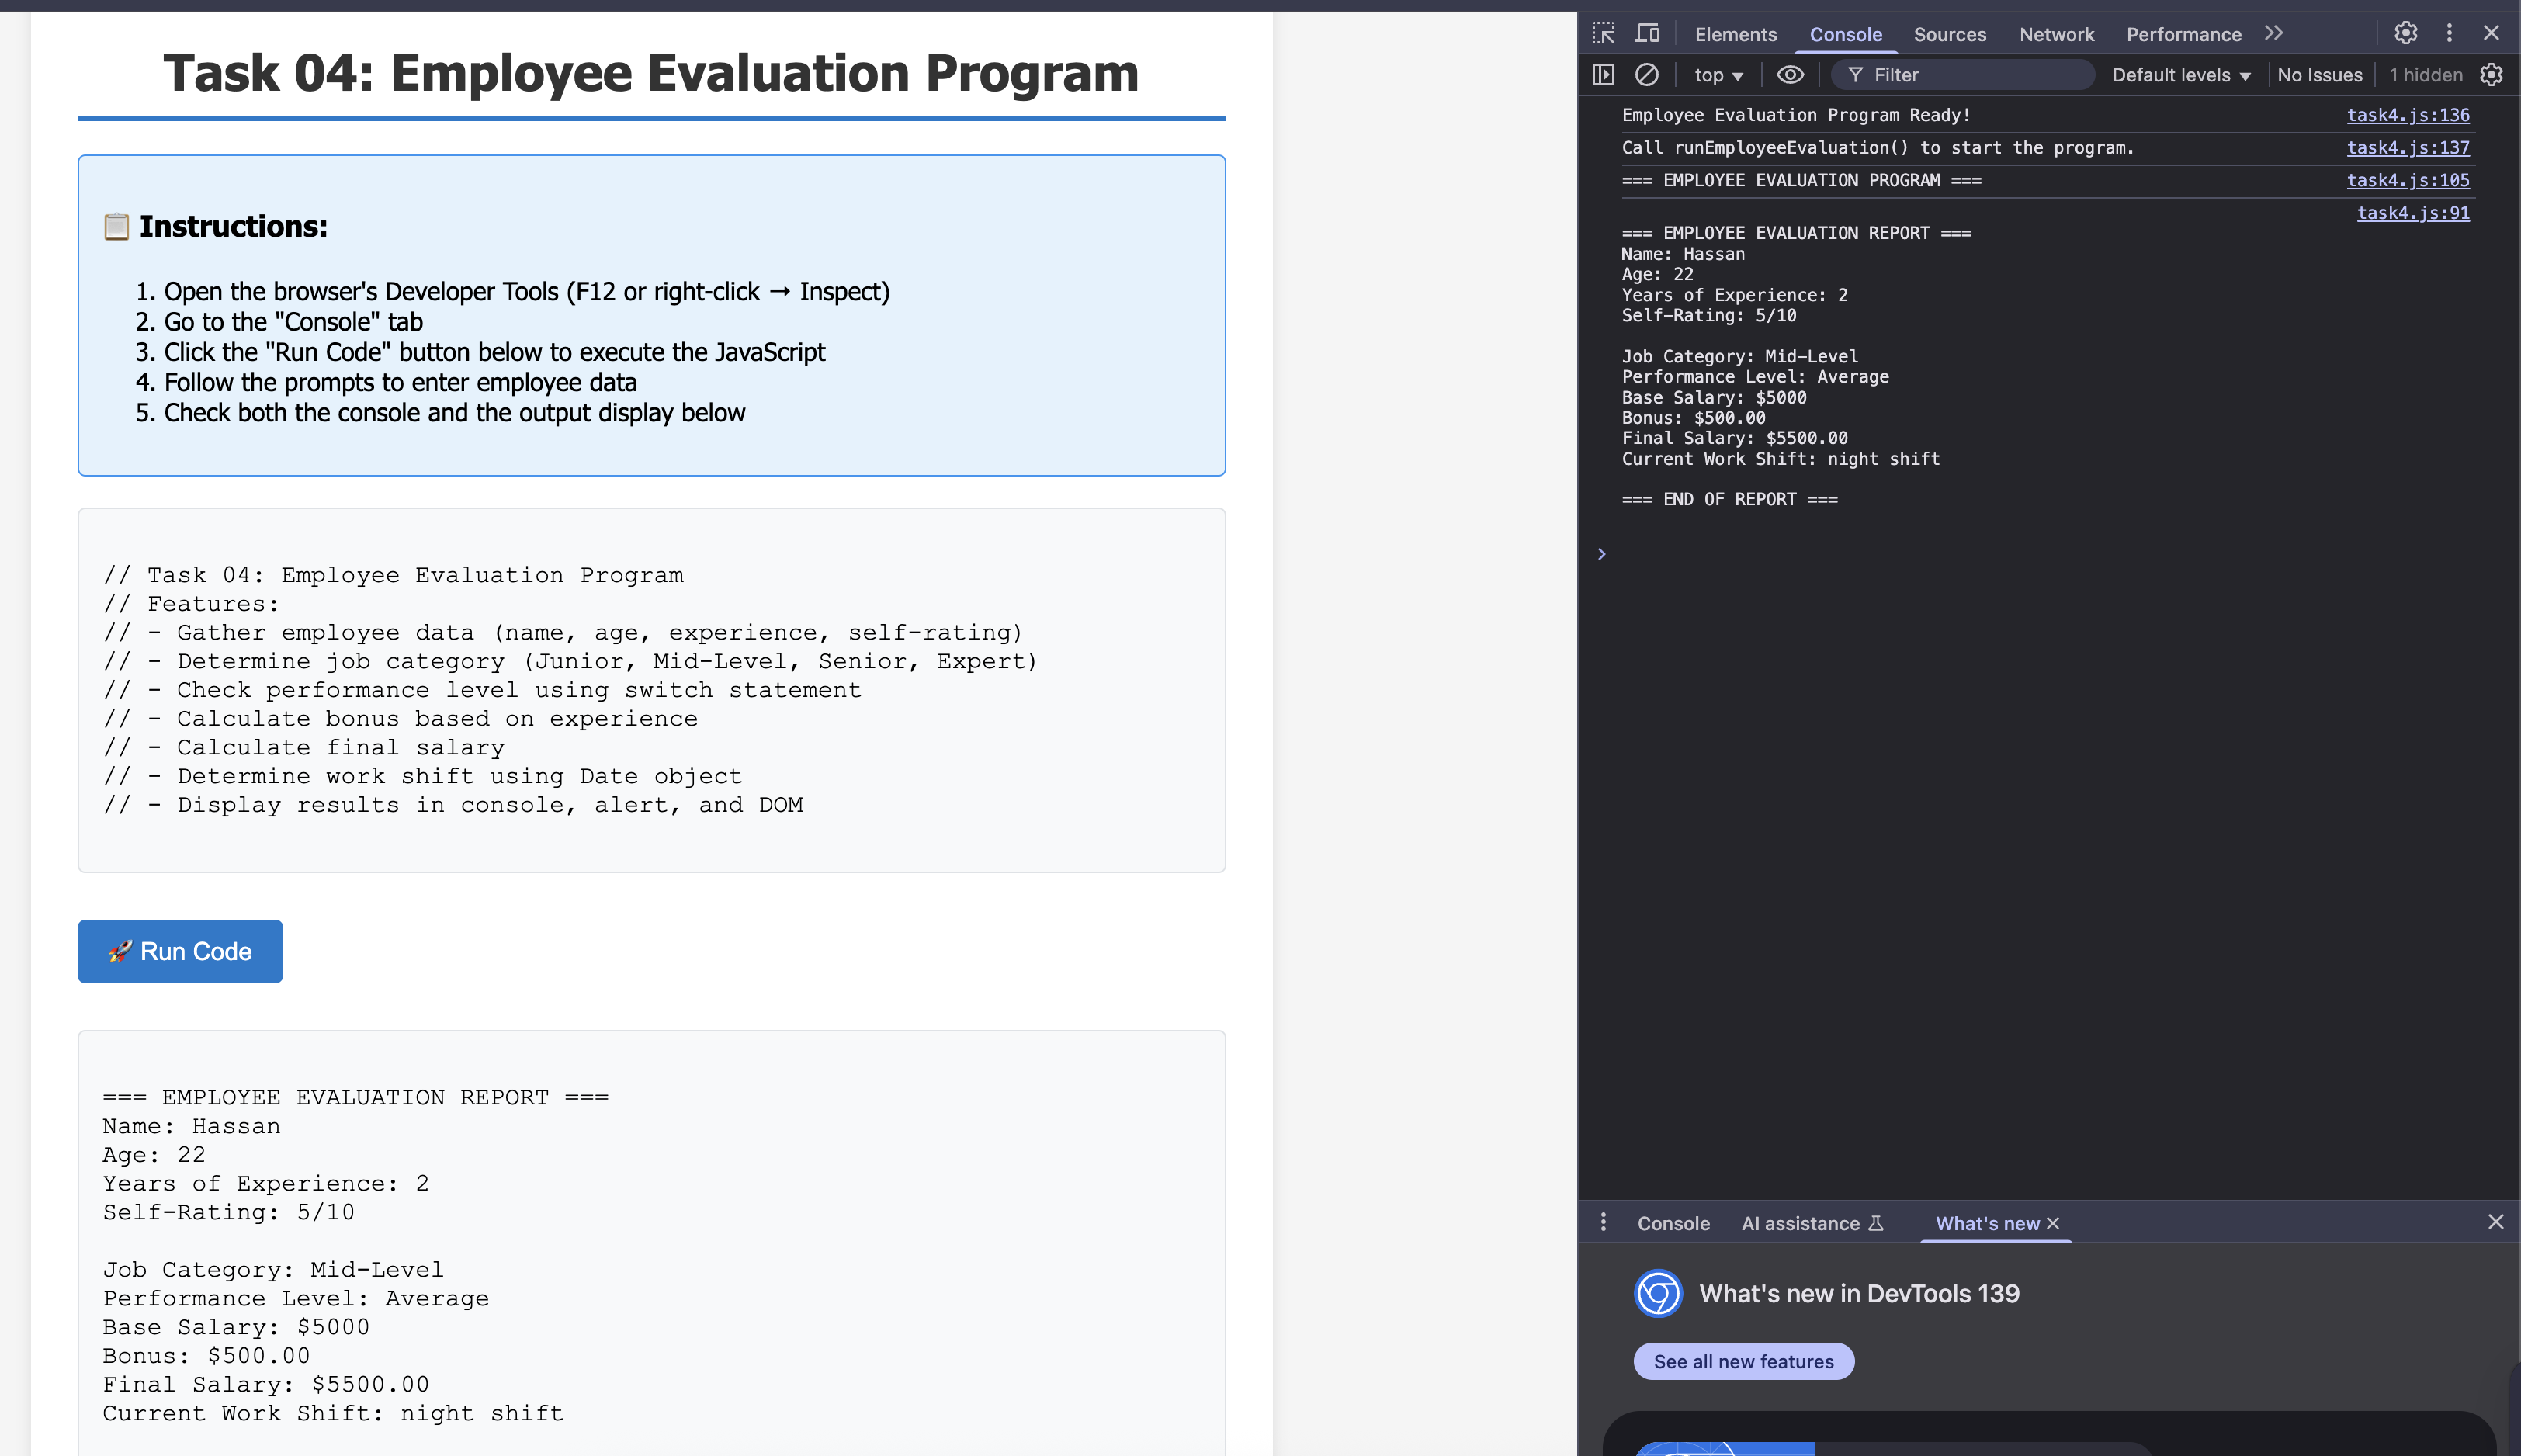 Task 04: Employee Evaluation Program
📋 Instructions:
1. Open the browser's Developer Tools (F12 or right-click → Inspect)
2. Go to the "Console" tab
3. Click the "Run Code" button below to execute the JavaScript
4. Follow the prompts to enter employee data
5. Check both the console and the output display below
// Task 04: Employee Evaluation Program
// Features:
// - Gather employee data (name, age, experience, self-rating)
// - Determine job category (Junior, Mid-Level, Senior, Expert)
// - Check performance level using switch statement
// - Calculate bonus based on experience
// - Calculate final salary
// - Determine work shift using Date object
// - Display results in console, alert, and DOM
🚀 Run Code
=== EMPLOYEE EVALUATION REPORT ===
Name: Hassan
Age: 22
Years of Experience: 2
Self-Rating: 5/10
Job Category: Mid-Level
Performance Level: Average
Base Salary: $5000
Bonus: $500.00
Final Salary: $5500.00
Current Work Shift: night shift
Elements Console Sources Network Performance
top Filter Default levels No Issues 1 hidden
Employee Evaluation Program Ready! task4.js:136
Call runEmployeeEvaluation() to start the program. task4.js:137
=== EMPLOYEE EVALUATION PROGRAM === task4.js:105
task4.js:91
=== EMPLOYEE EVALUATION REPORT ===
Name: Hassan
Age: 22
Years of Experience: 2
Self-Rating: 5/10
Job Category: Mid-Level
Performance Level: Average
Base Salary: $5000
Bonus: $500.00
Final Salary: $5500.00
Current Work Shift: night shift
=== END OF REPORT ===
Console AI assistance What's new
What's new in DevTools 139
See all new features